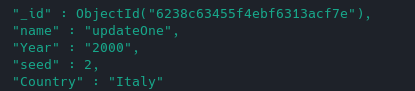 "_id" : ObjectId("6238c63455f4ebf6313acf7e"),
"name" : "updateOne",
"Year" : "2000",
"seed" : 2,
"Country" : "Italy"